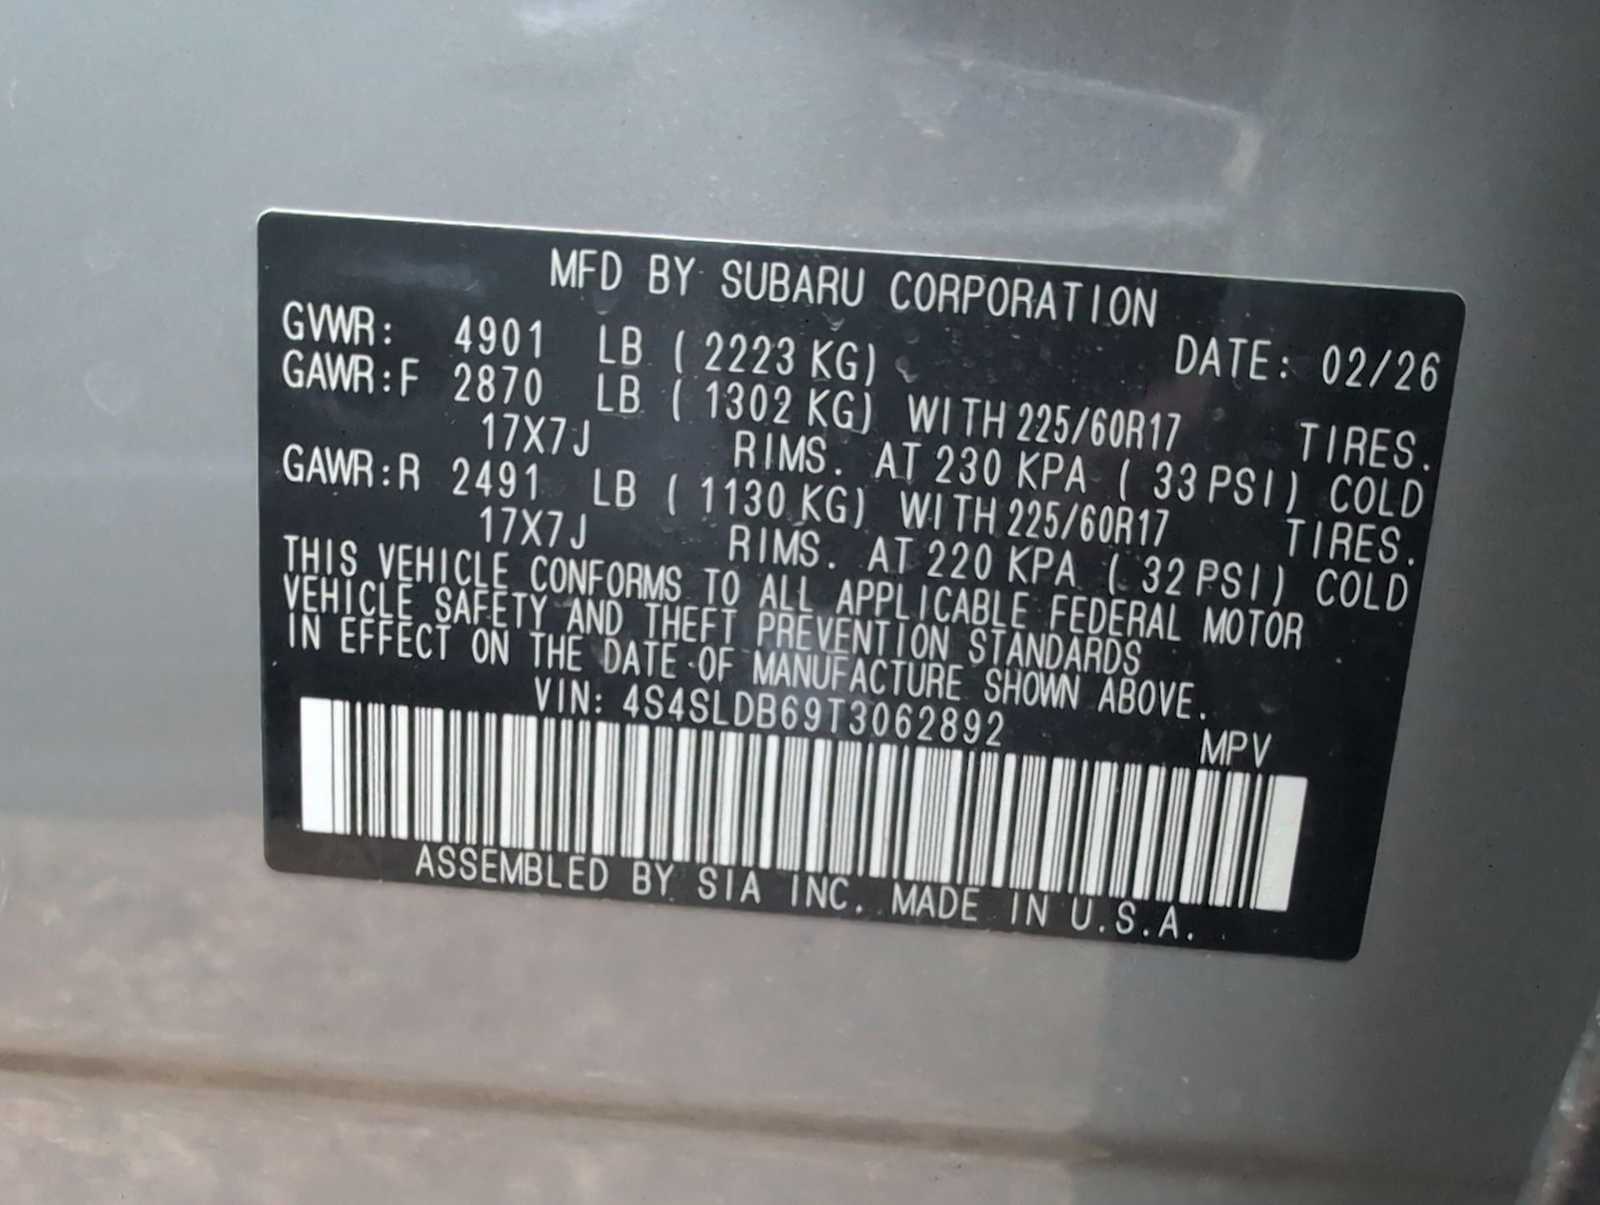 MFD BY SUBARU CORPORATION
GVWR: 4901 LB ( 2223 KG) DATE: 02/26
GAWR:F 2870 LB ( 1302 KG) WITH 225/60R17 TIRES.
17X7J RIMS. AT 230 KPA ( 33 PSI) COLD
GAWR:R 2491 LB ( 1130 KG) WITH 225/60R17 TIRES.
17X7J RIMS. AT 220 KPA ( 32 PSI) COLD
THIS VEHICLE CONFORMS TO ALL APPLICABLE FEDERAL MOTOR
VEHICLE SAFETY AND THEFT PREVENTION STANDARDS
IN EFFECT ON THE DATE OF MANUFACTURE SHOWN ABOVE.
VIN: 4S4SLDB69T3062892 MPV
ASSEMBLED BY SIA INC. MADE IN U.S.A.